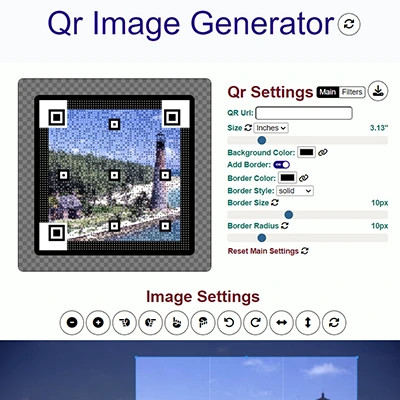 Qr Image Generator
Qr Settings Main Filters
QR Url:
Size Inches 3.13"
Background Color:
Add Border: ON
Border Color:
Border Style: solid
Border Size 10px
Border Radius 10px
Reset Main Settings
Image Settings